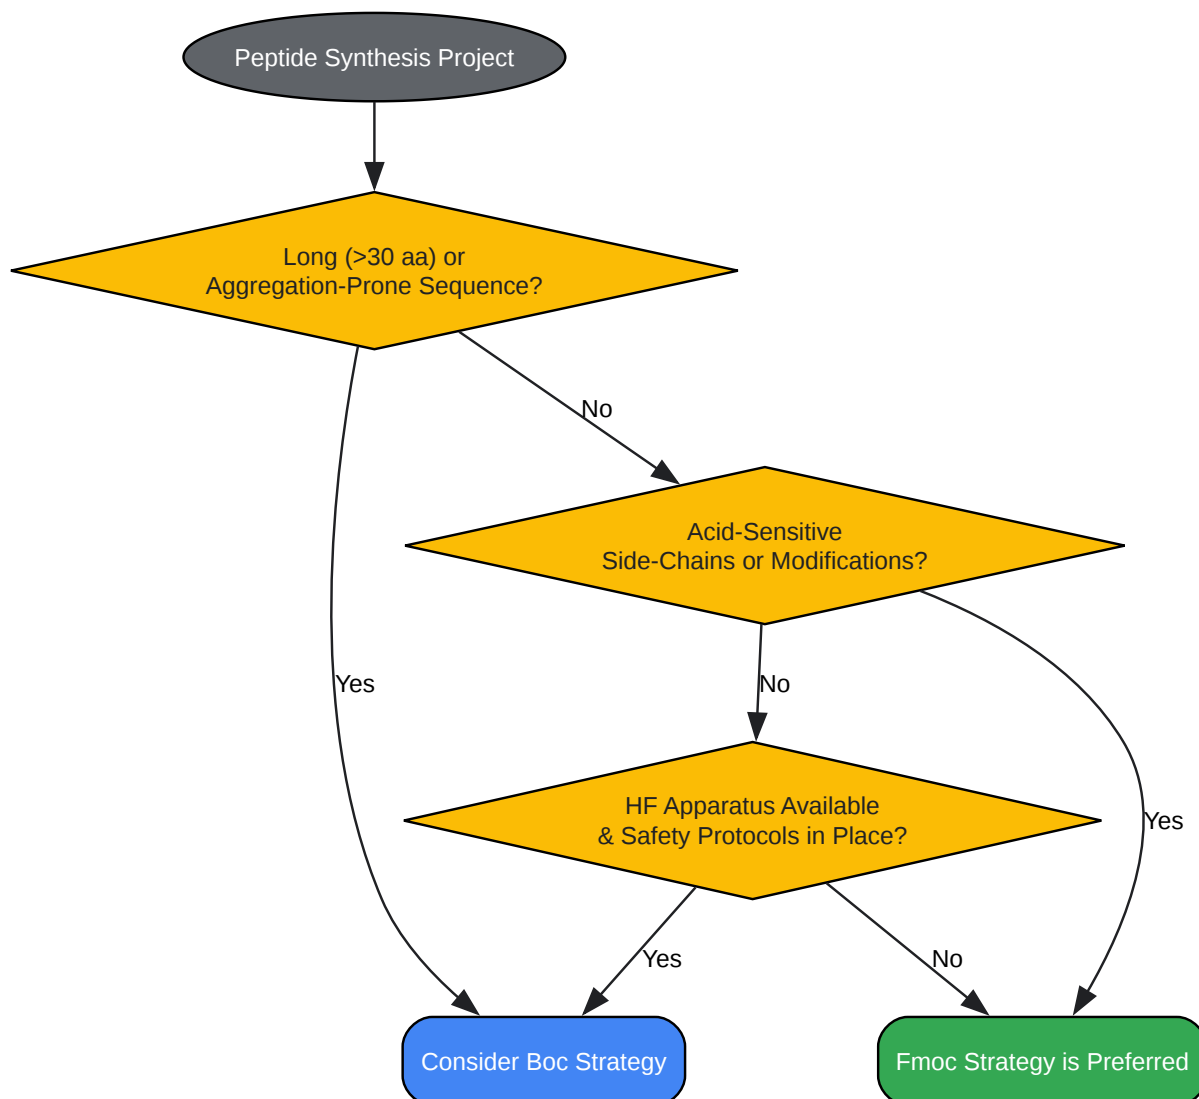 Peptide Synthesis Project
Long (>30 aa) or
Aggregation-Prone Sequence?
No
Acid-Sensitive
Side-Chains or Modifications?
Yes
No
HF Apparatus Available
& Safety Protocols in Place?
Yes
Yes
No
Consider Boc Strategy
Fmoc Strategy is Preferred